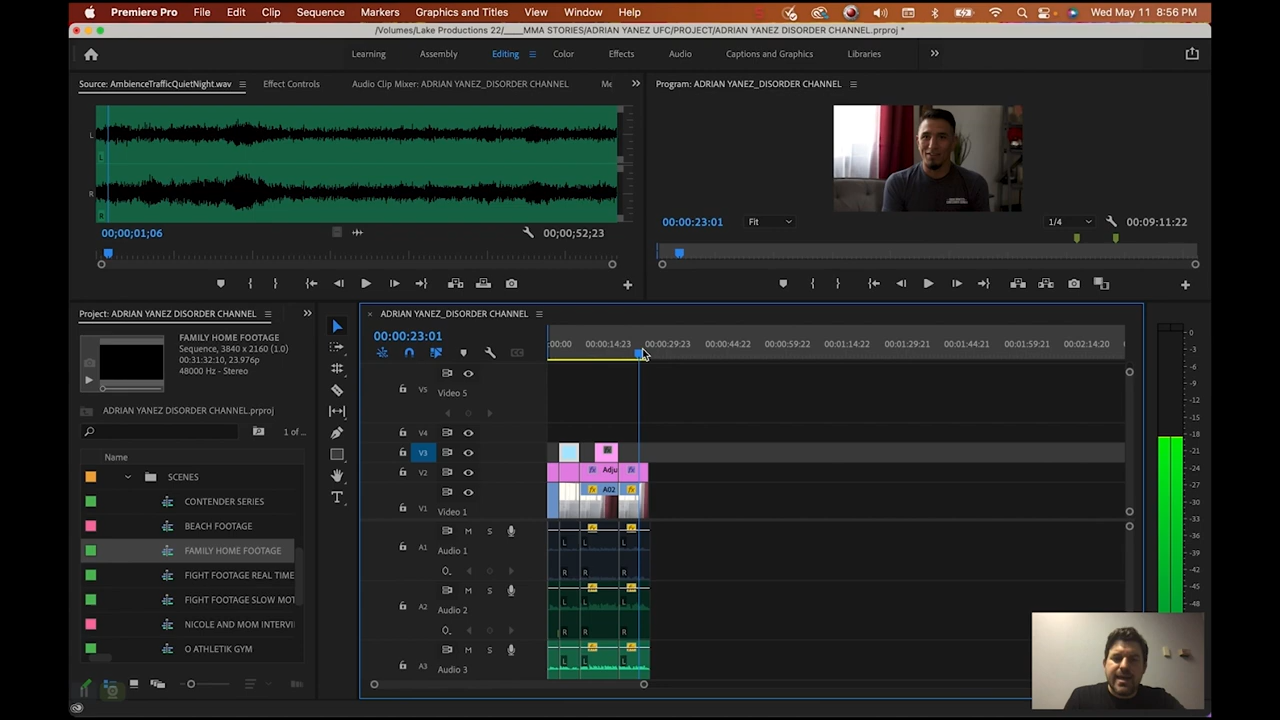 Premiere Pro File Edit Clip Sequence Markers Graphics and Titles View Window Help Wed May 11 8:56 PM
/Volumes/Lake Productions 22/____MMA STORIES/ADRIAN YANEZ UFC/PROJECT/ADRIAN YANEZ DISORDER CHANNEL.prproj *
Learning Assembly Editing Color Effects Audio Captions and Graphics Libraries
Source: AmbienceTrafficQuietNight.wav Effect Controls Audio Clip Mixer: ADRIAN YANEZ_DISORDER CHANNEL Me
Program: ADRIAN YANEZ_DISORDER CHANNEL
L
L
R
R
00;00;01;06 00;00;52;23
00:00:23:01 Fit 1/4 00:09:11:22
Project: ADRIAN YANEZ DISORDER CHANNEL
FAMILY HOME FOOTAGE
Sequence, 3840 x 2160 (1.0)
00:31:32:10, 23.976p
48000 Hz - Stereo
ADRIAN YANEZ DISORDER CHANNEL.prproj
1 of ...
Name
SCENES
CONTENDER SERIES
BEACH FOOTAGE
FAMILY HOME FOOTAGE
FIGHT FOOTAGE REAL TIME
FIGHT FOOTAGE SLOW MOT
NICOLE AND MOM INTERVI
O ATHLETIK GYM
ADRIAN YANEZ_DISORDER CHANNEL
00:00:23:01
:00:00 00:00:14:23 00:00:29:23 00:00:44:22 00:00:59:22 00:01:14:22 00:01:29:21 00:01:44:21 00:01:59:21 00:02:14:20
V5 Video 5
V4
V3
V2 fx Adju fx
V1 Video 1 fx A02 fx
M S
A1 Audio 1 L L L
R R R
M S
A2 Audio 2 L L L
R R R
M S
A3 Audio 3 L L L
0
-3
-6
-9
-12
-15
-18
-21
-24
-27
-30
-33
-36
-39
-42
-45
-48